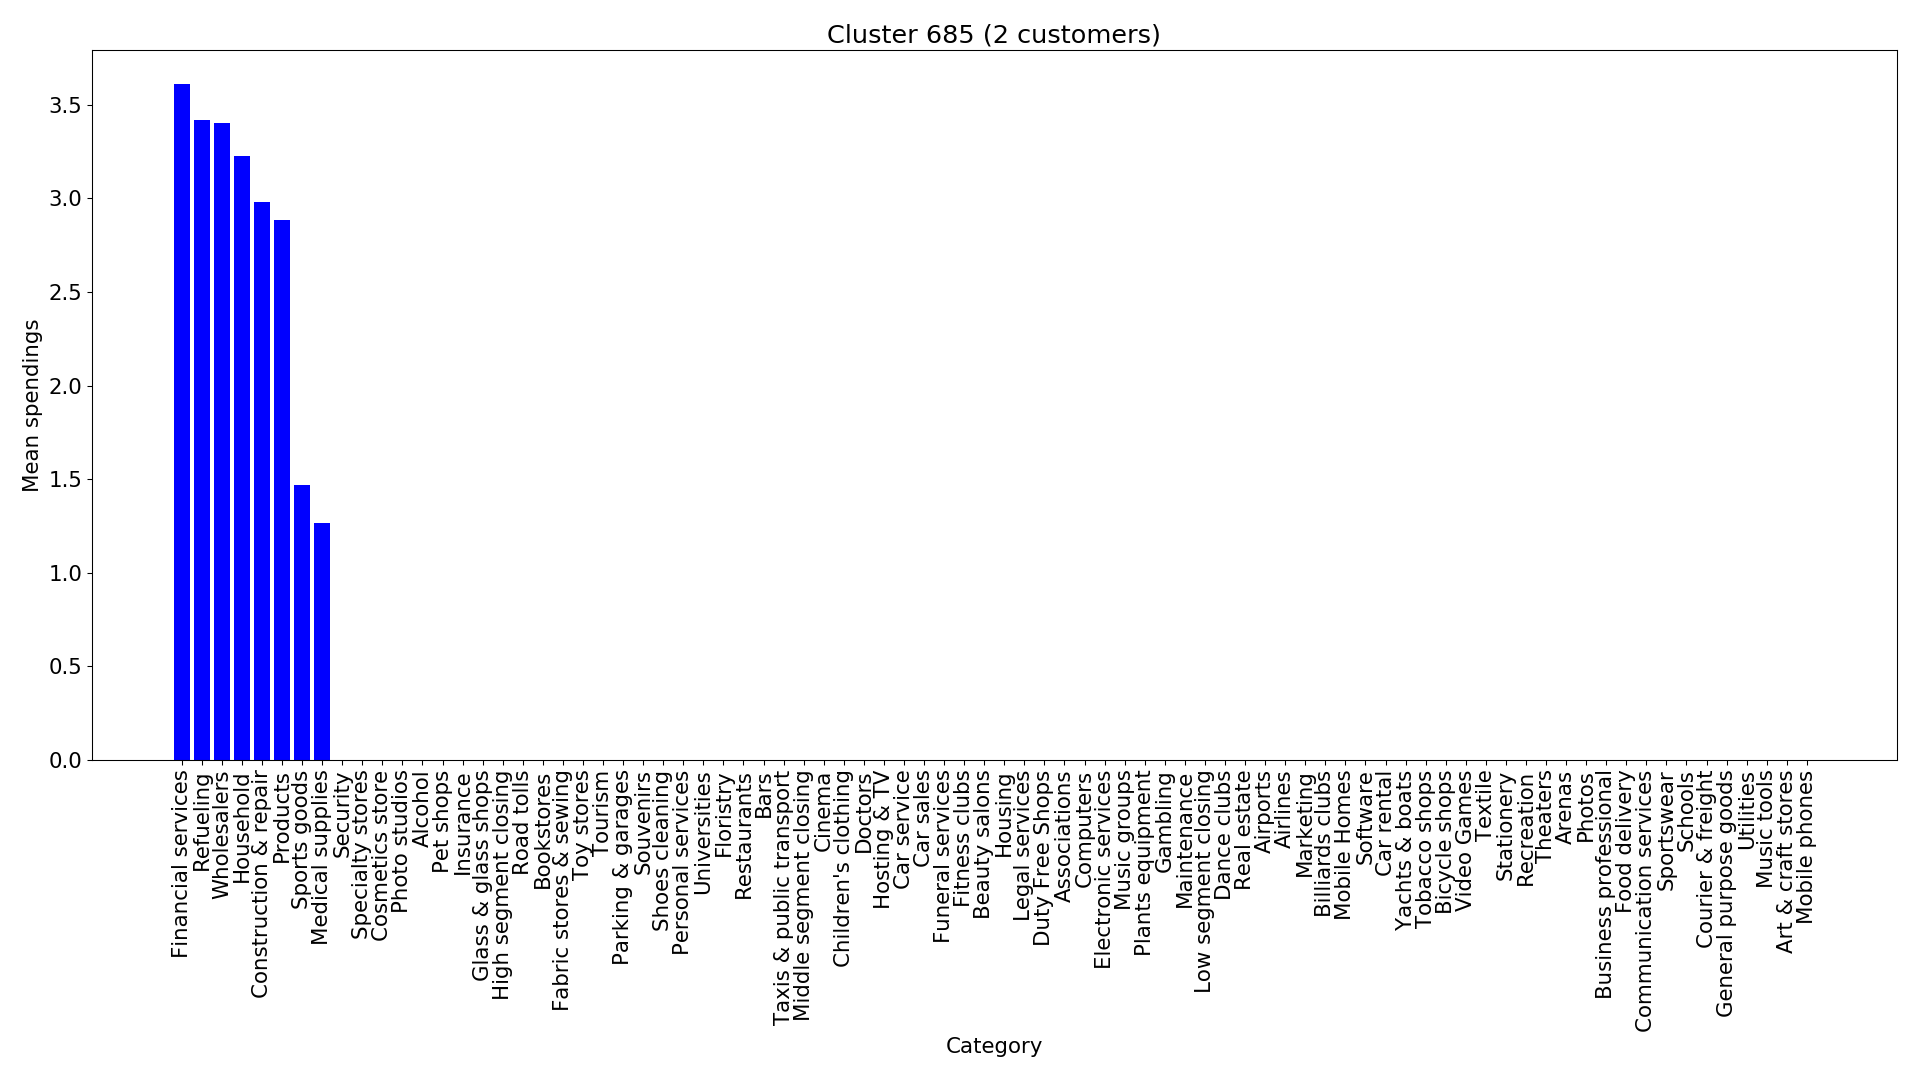 Cluster 685 (2 customers)
3.5
3.0
2.5
2.0
1.5
1.0
0.5
0.0
Mean spendings
Financial services
Refueling
Wholesalers
Household
Construction & repair
Products
Sports goods
Medical supplies
Security
Specialty stores
Cosmetics store
Photo studios
Alcohol
Pet shops
Insurance
Glass & glass shops
High segment closing
Road tolls
Bookstores
Fabric stores & sewing
Toy stores
Tourism
Parking & garages
Souvenirs
Shoes cleaning
Personal services
Universities
Floristry
Restaurants
Bars
Taxis & public transport
Middle segment closing
Cinema
Children's clothing
Doctors
Hosting & TV
Car service
Car sales
Funeral services
Fitness clubs
Beauty salons
Housing
Legal services
Duty Free Shops
Associations
Computers
Electronic services
Music groups
Plants equipment
Gambling
Maintenance
Low segment closing
Dance clubs
Real estate
Airports
Airlines
Marketing
Billiards clubs
Mobile Homes
Software
Car rental
Yachts & boats
Tobacco shops
Bicycle shops
Video Games
Textile
Stationery
Recreation
Theaters
Arenas
Photos
Business professional
Food delivery
Communication services
Sportswear
Schools
Courier & freight
General purpose goods
Utilities
Music tools
Art & craft stores
Mobile phones
Category